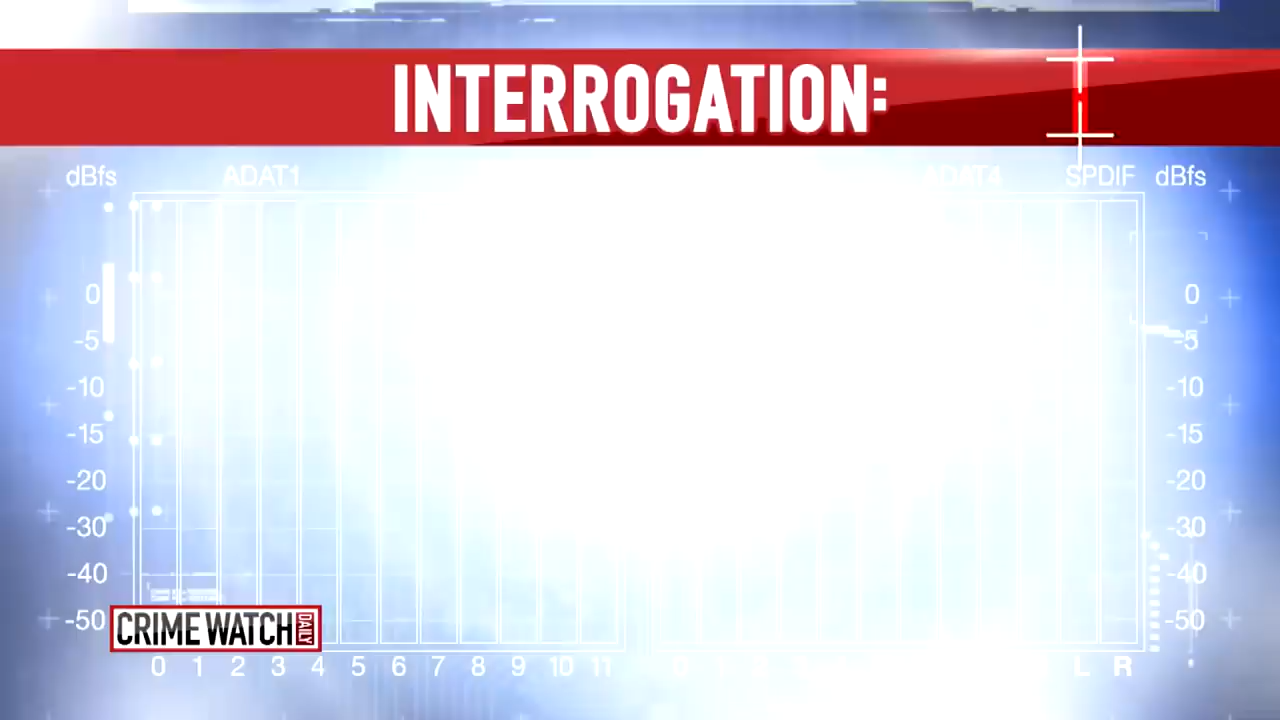 INTERROGATION:
dBfs ADAT1 ADAT4 SPDIF dBfs
0 0
-5 -5
-10 -10
-15 -15
-20 -20
-30 -30
-40 -40
-50 -50
CRIME WATCH DAILY
0 1 2 3 4 5 6 7 8 9 10 11 L R